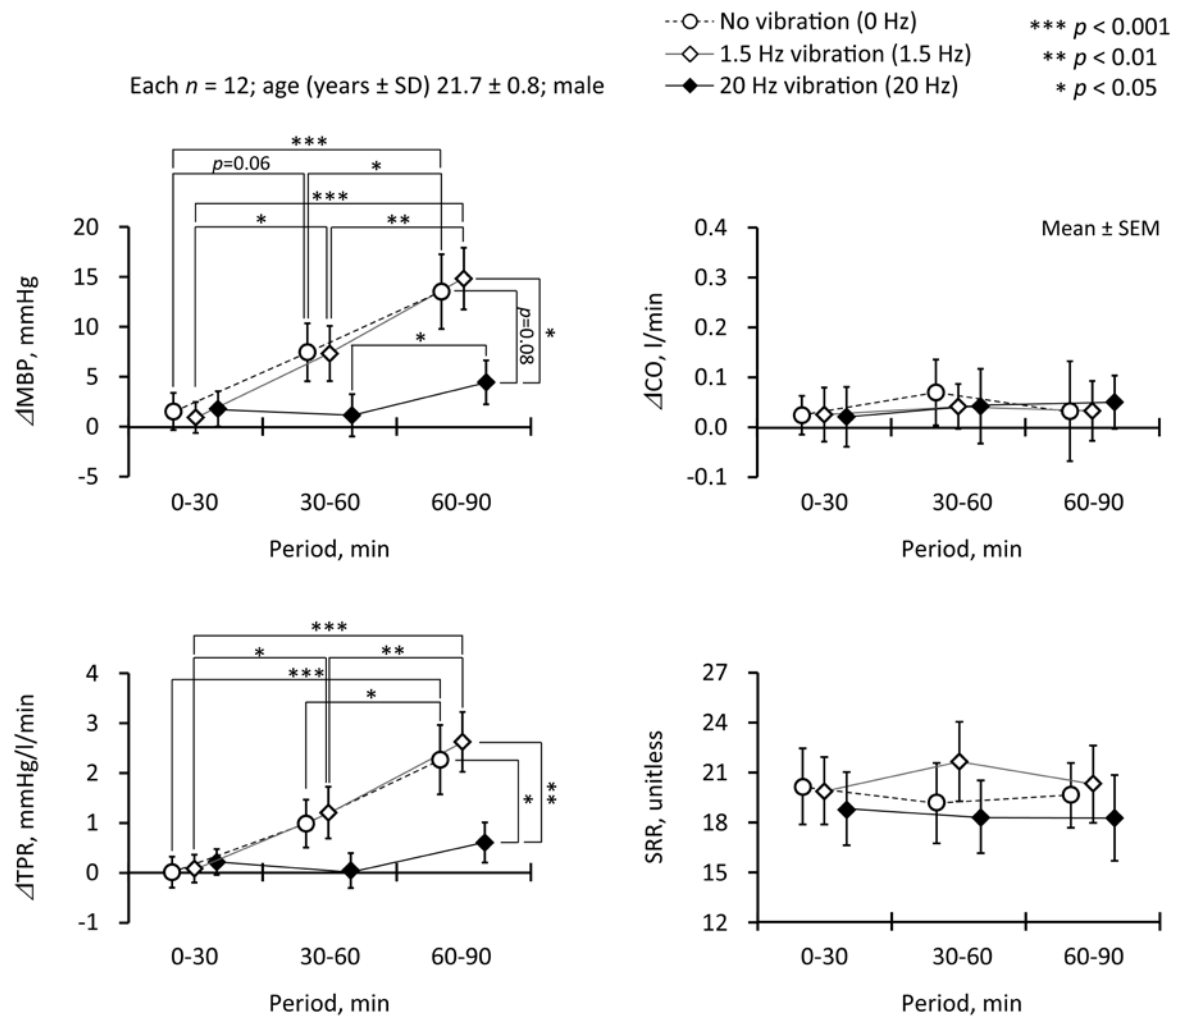 No vibration (0 Hz)
1.5 Hz vibration (1.5 Hz)
20 Hz vibration (20 Hz)
*** p < 0.001
** p < 0.01
* p < 0.05
Each n = 12; age (years ± SD) 21.7 ± 0.8; male
***
p=0.06
*
***
*
**
*
p=0.08
*
ΔMBP, mmHg
20
15
10
5
0
-5
0-30
30-60
60-90
Period, min
Mean ± SEM
ΔCO, l/min
0.4
0.3
0.2
0.1
0.0
-0.1
0-30
30-60
60-90
Period, min
***
*
**
***
*
*
**
ΔTPR, mmHg/l/min
4
3
2
1
0
-1
0-30
30-60
60-90
Period, min
SRR, unitless
27
24
21
18
15
12
0-30
30-60
60-90
Period, min